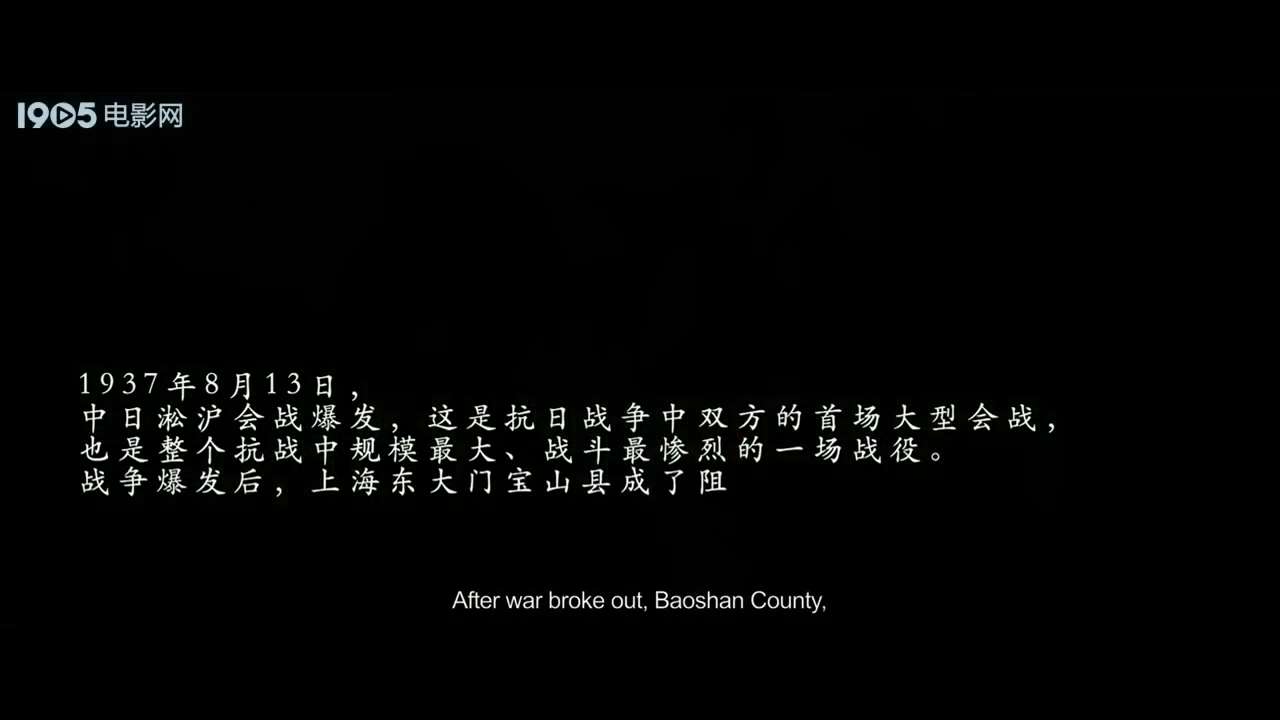 1905电影网
1937年8月13日，
中日淞沪会战爆发，这是抗日战争中双方的首场大型会战，
也是整个抗战中规模最大、战斗最惨烈的一场战役。
战争爆发后，上海东大门宝山县成了阻
After war broke out, Baoshan County,